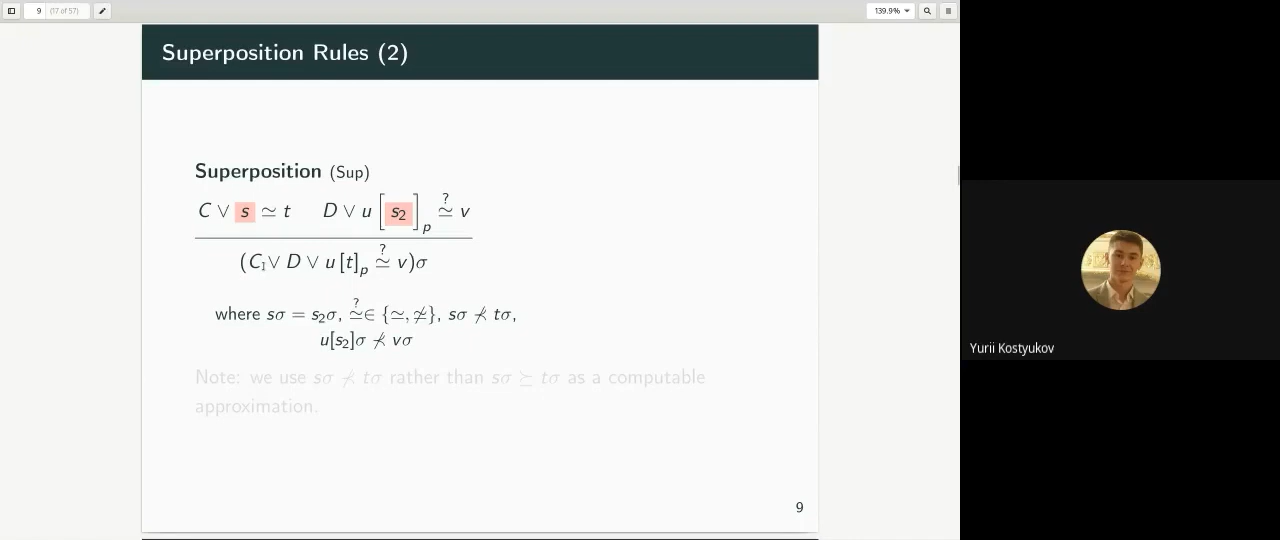 9 (17 of 57) 139.9%
Superposition Rules (2)
Superposition (Sup)
C ∨ s ≃ t D ∨ u [ s₂ ]ₚ ≃? v
(C ∨ D ∨ u [t]ₚ ≃? v)σ
where sσ = s₂σ, ≃? ∈ {≃, ≄}, sσ ⊀ tσ,
u[s₂]σ ⊀ vσ
Note: we use sσ ⊀ tσ rather than sσ ⪰ tσ as a computable
approximation.
9
Yurii Kostyukov